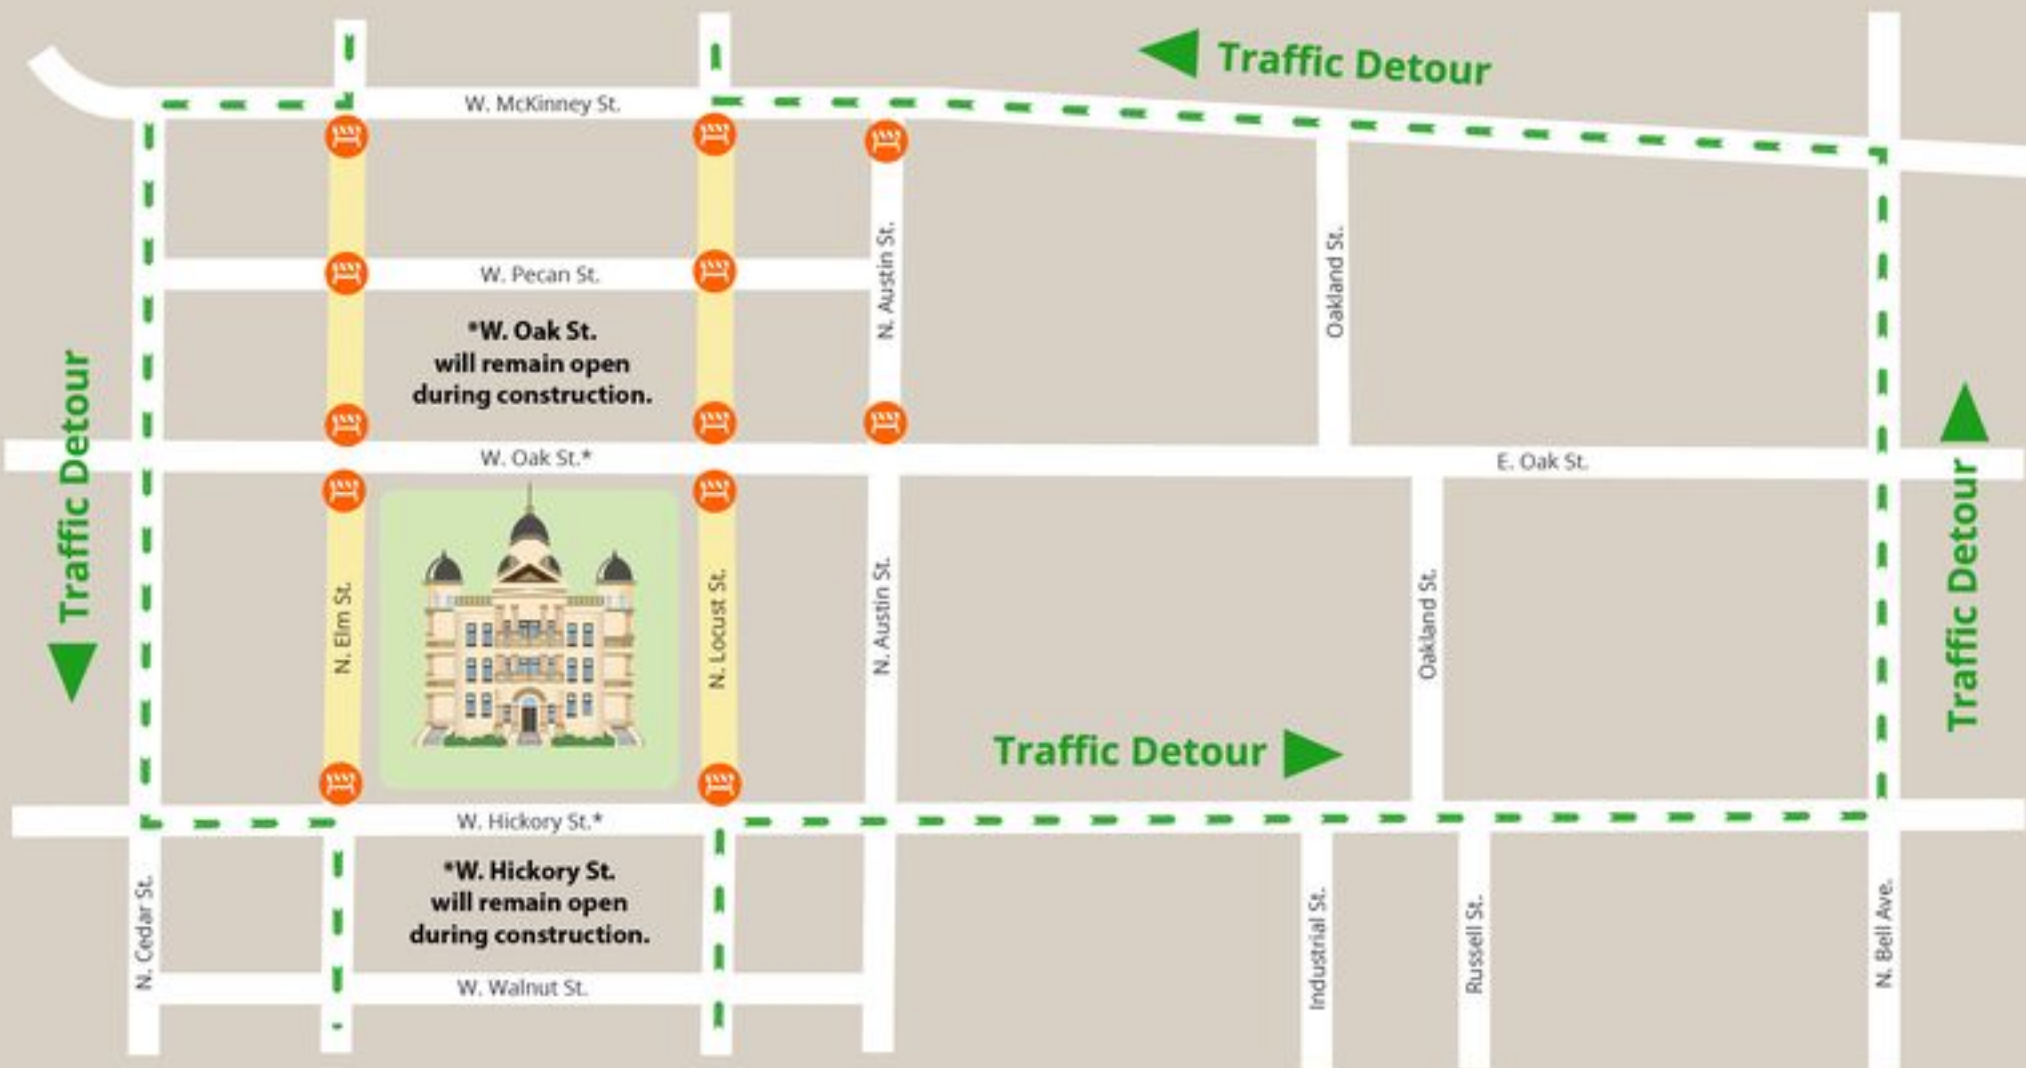 Traffic Detour
W. McKinney St.
W. Pecan St.
N. Austin St.
Oakland St.
*W. Oak St.
will remain open
during construction.
Traffic Detour
W. Oak St.*
E. Oak St.
Traffic Detour
N. Elm St.
N. Locust St.
N. Austin St.
Oakland St.
Traffic Detour
W. Hickory St.*
*W. Hickory St.
will remain open
during construction.
N. Cedar St.
W. Walnut St.
Industrial St.
Russell St.
N. Bell Ave.